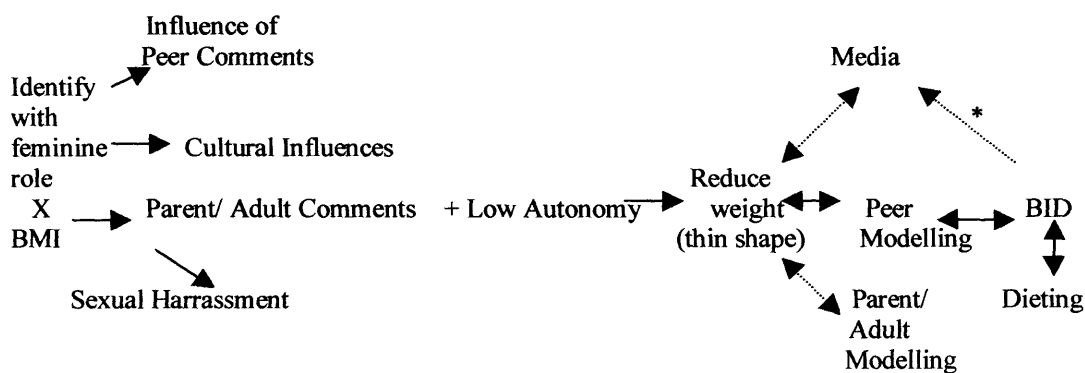 Influence of
Peer Comments
Identify
with
feminine
role
X
BMI
Cultural Influences
Parent/ Adult Comments + Low Autonomy
Sexual Harrassment
Reduce
weight
(thin shape)
Media
*
Peer
Modelling
BID
Dieting
Parent/
Adult
Modelling